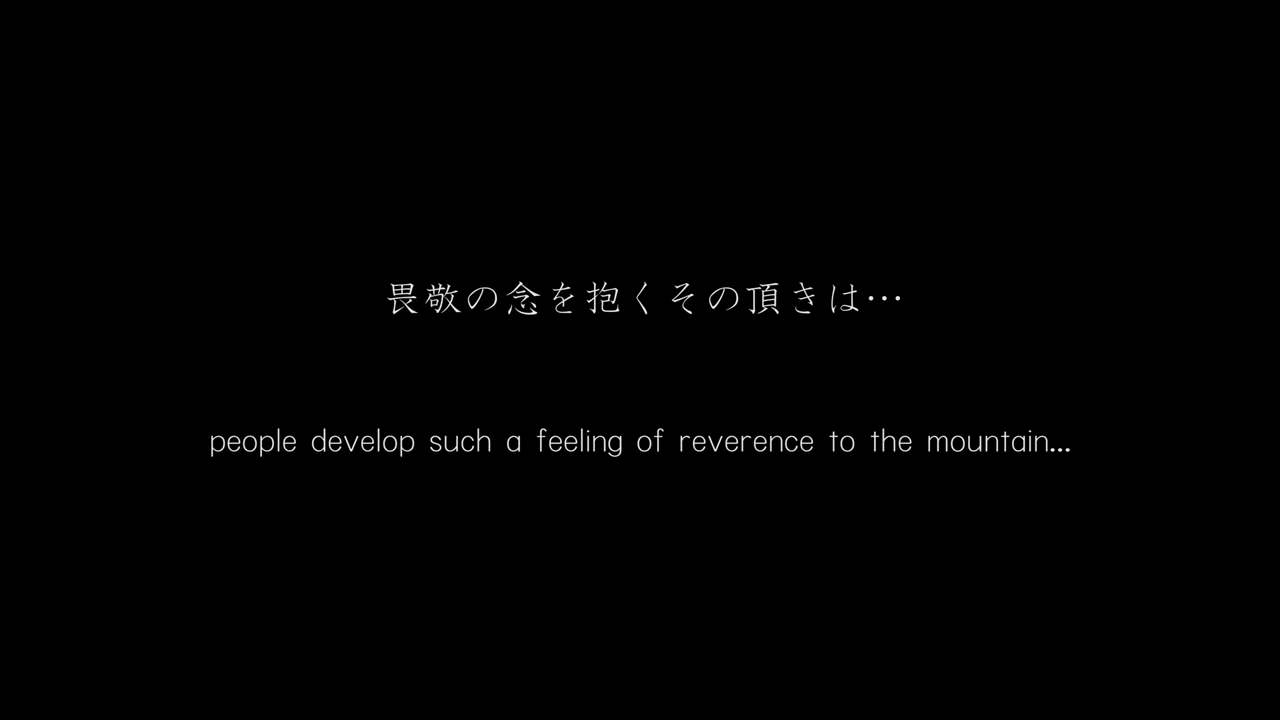 畏敬の念を抱くその頂きは…
people develop such a feeling of reverence to the mountain...